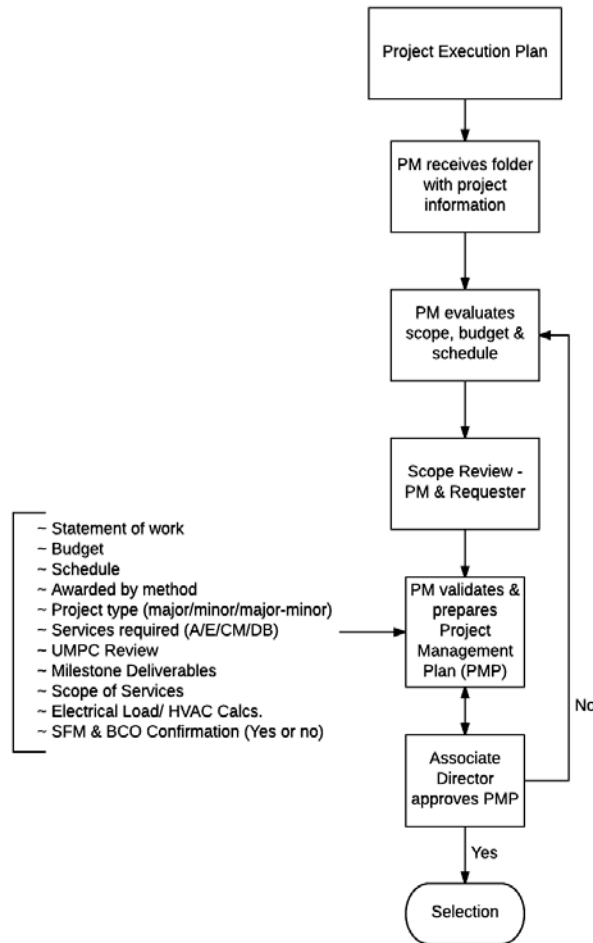 Project Execution Plan
PM receives folder
with project
information
PM evaluates
scope, budget &
schedule
Scope Review -
PM & Requester
~ Statement of work
~ Budget
~ Schedule
~ Awarded by method
~ Project type (major/minor/major-minor)
~ Services required (A/E/CM/DB)
~ UMPC Review
~ Milestone Deliverables
~ Scope of Services
~ Electrical Load/ HVAC Calcs.
~ SFM & BCO Confirmation (Yes or no)
PM validates &
prepares
Project
Management
Plan (PMP)
No
Associate
Director
approves PMP
Yes
Selection